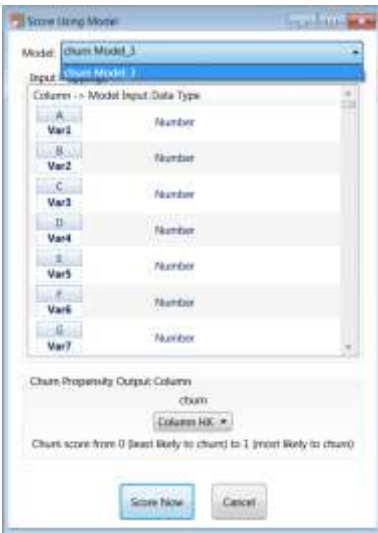 Score Using Model
Model: churn Model_3
churn Model_3
Input
Column -> Model Input Data Type
A
Var1
Number
B
Var2
Number
C
Var3
Number
D
Var4
Number
E
Var5
Number
F
Var6
Number
G
Var7
Number
Churn Propensity Output Column
churn
Column HIX
Churn score from 0 (least likely to churn) to 1 (most likely to churn)
Score Now
Cancel